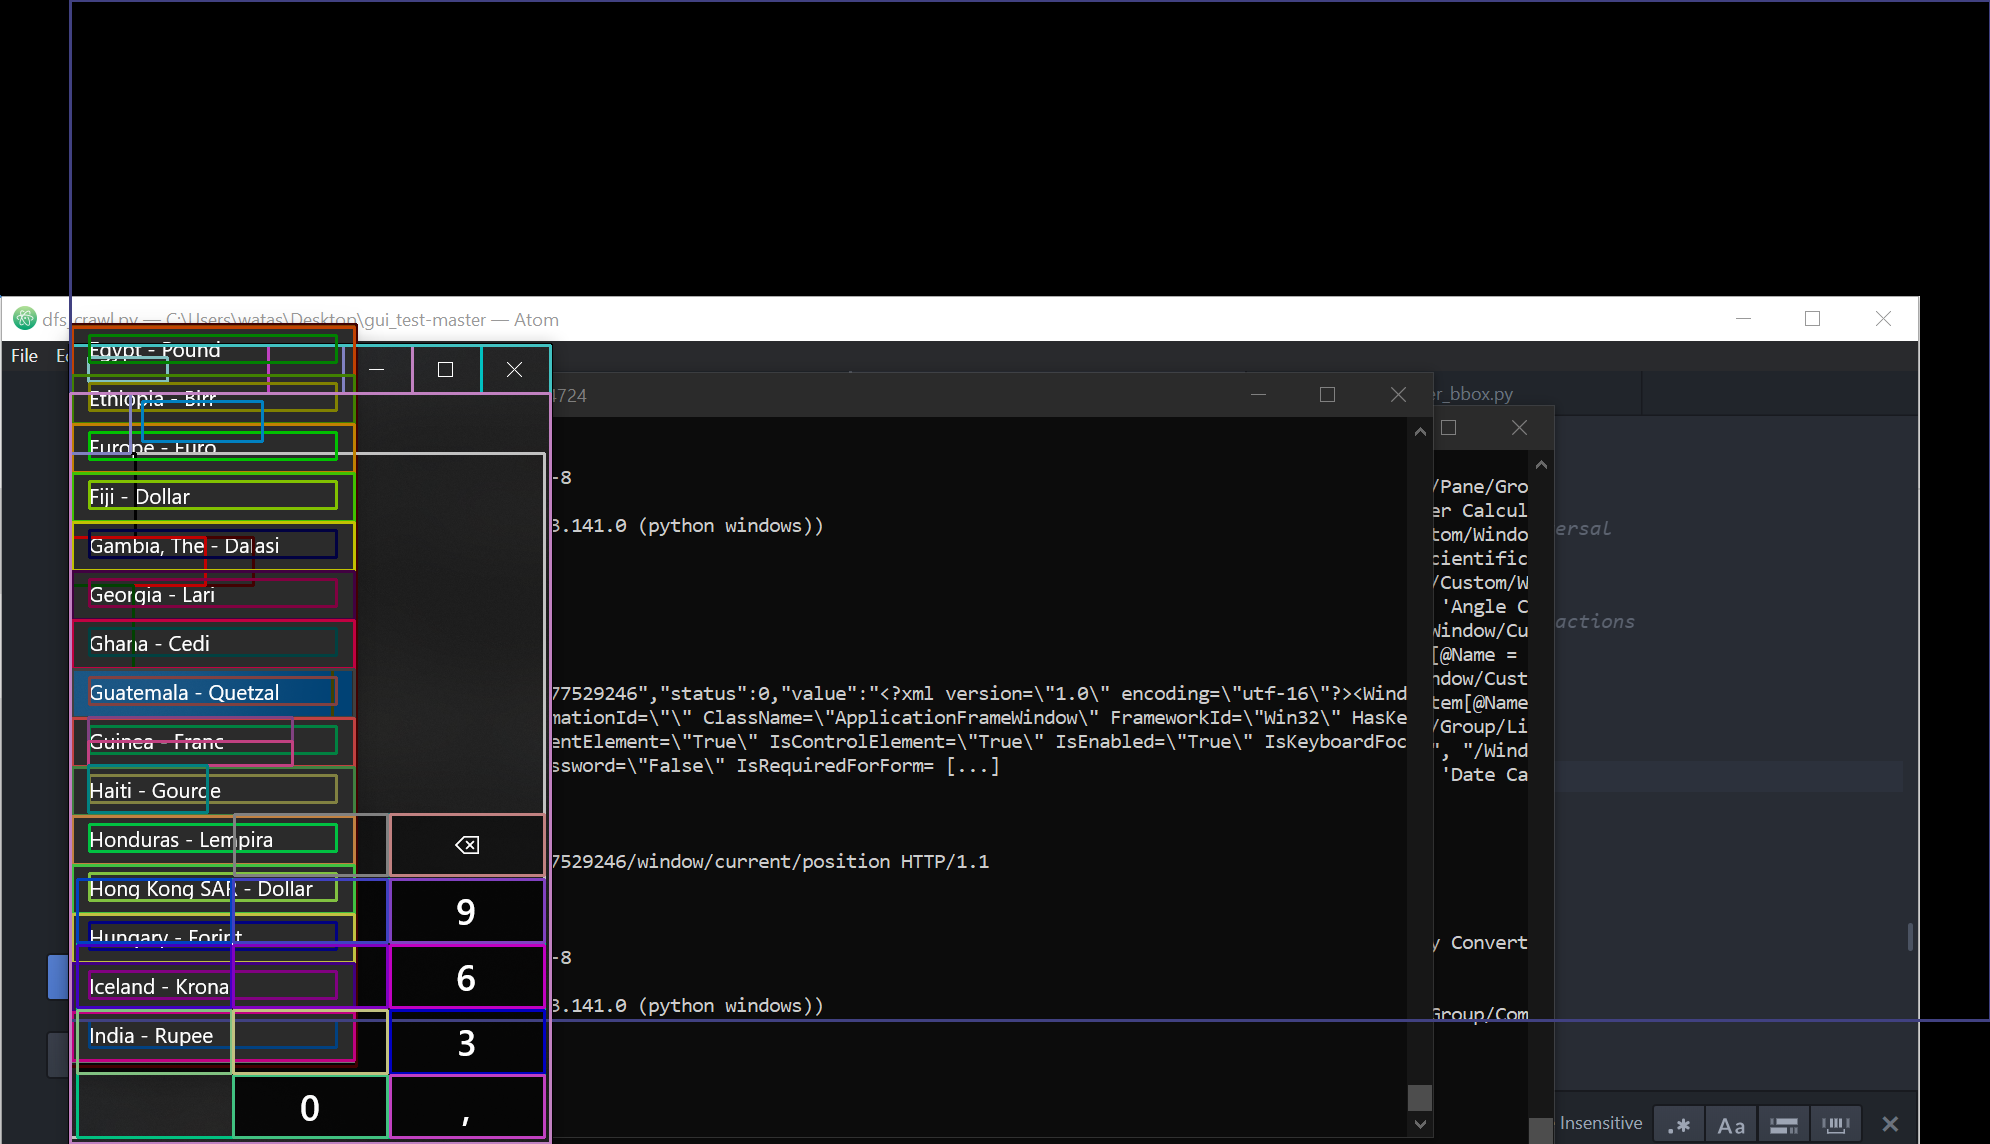 dfs_crawl.py — C:\Users\watas\Desktop\gui_test-master — Atom
File
Egypt - Pound
Ethiopia - Birr
Europe - Euro
Fiji - Dollar
Gambia, The - Dalasi
Georgia - Lari
Ghana - Cedi
Guatemala - Quetzal
Guinea - Franc
Haiti - Gourde
Honduras - Lempira
Hong Kong SAR - Dollar
Hungary - Forint
Iceland - Krona
India - Rupee
9
6
3
0
,
4724
-8
3.141.0 (python windows))
77529246","status":0,"value":"<?xml version=\"1.0\" encoding=\"utf-16\"?><Wind
mationId=\"\" ClassName=\"ApplicationFrameWindow\" FrameworkId=\"Win32\" HasKe
entElement=\"True\" IsControlElement=\"True\" IsEnabled=\"True\" IsKeyboardFoc
ssword=\"False\" IsRequiredForForm= [...]
7529246/window/current/position HTTP/1.1
-8
3.141.0 (python windows))
er_bbox.py
/Pane/Gro
er Calcul
tom/Windo
cientific
/Custom/W
'Angle C
Window/Cu
[@Name =
ndow/Cust
tem[@Name
/Group/Li
", "/Wind
'Date Ca
y Convert
Group/Com
ersal
actions
Insensitive
.* Aa